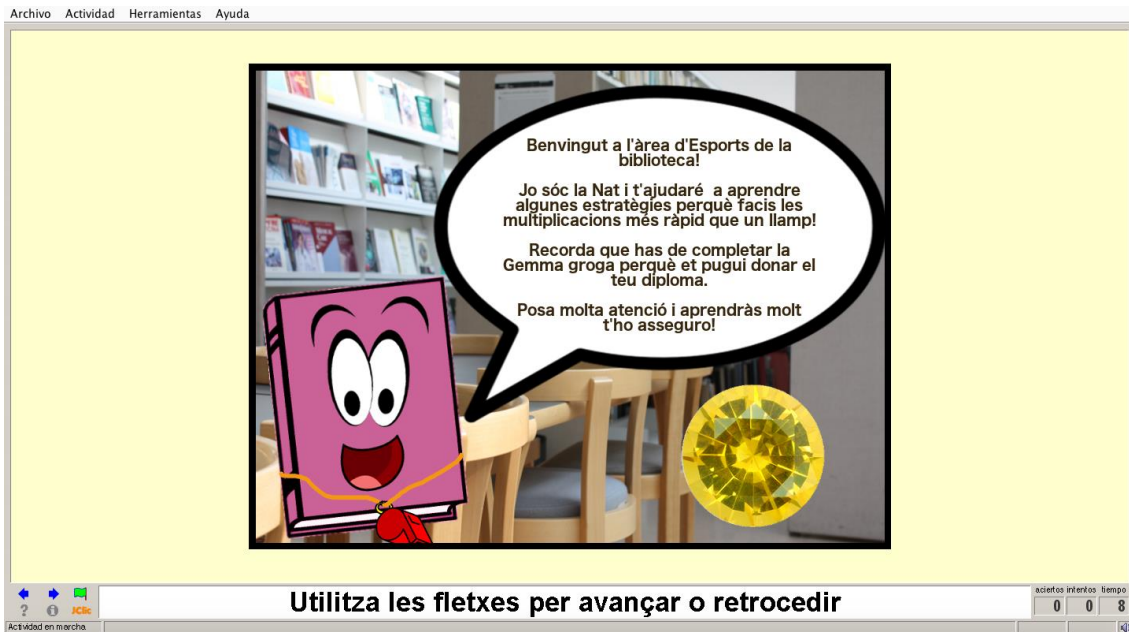 Archivo Actividad Herramientas Ayuda
Benvingut a l'àrea d'Esports de la
biblioteca!
Jo sóc la Nat i t'ajudaré a aprendre
algunes estratègies perquè facis les
multiplicacions més ràpid que un llamp!
Recorda que has de completar la
Gemma groga perquè et pugui donar el
teu diploma.
Posa molta atenció i aprendràs molt
t'ho asseguro!
Utilitza les fletxes per avançar o retrocedir
? i JClic
aciertos intentos tiempo
0 0 8
Actividad en marcha